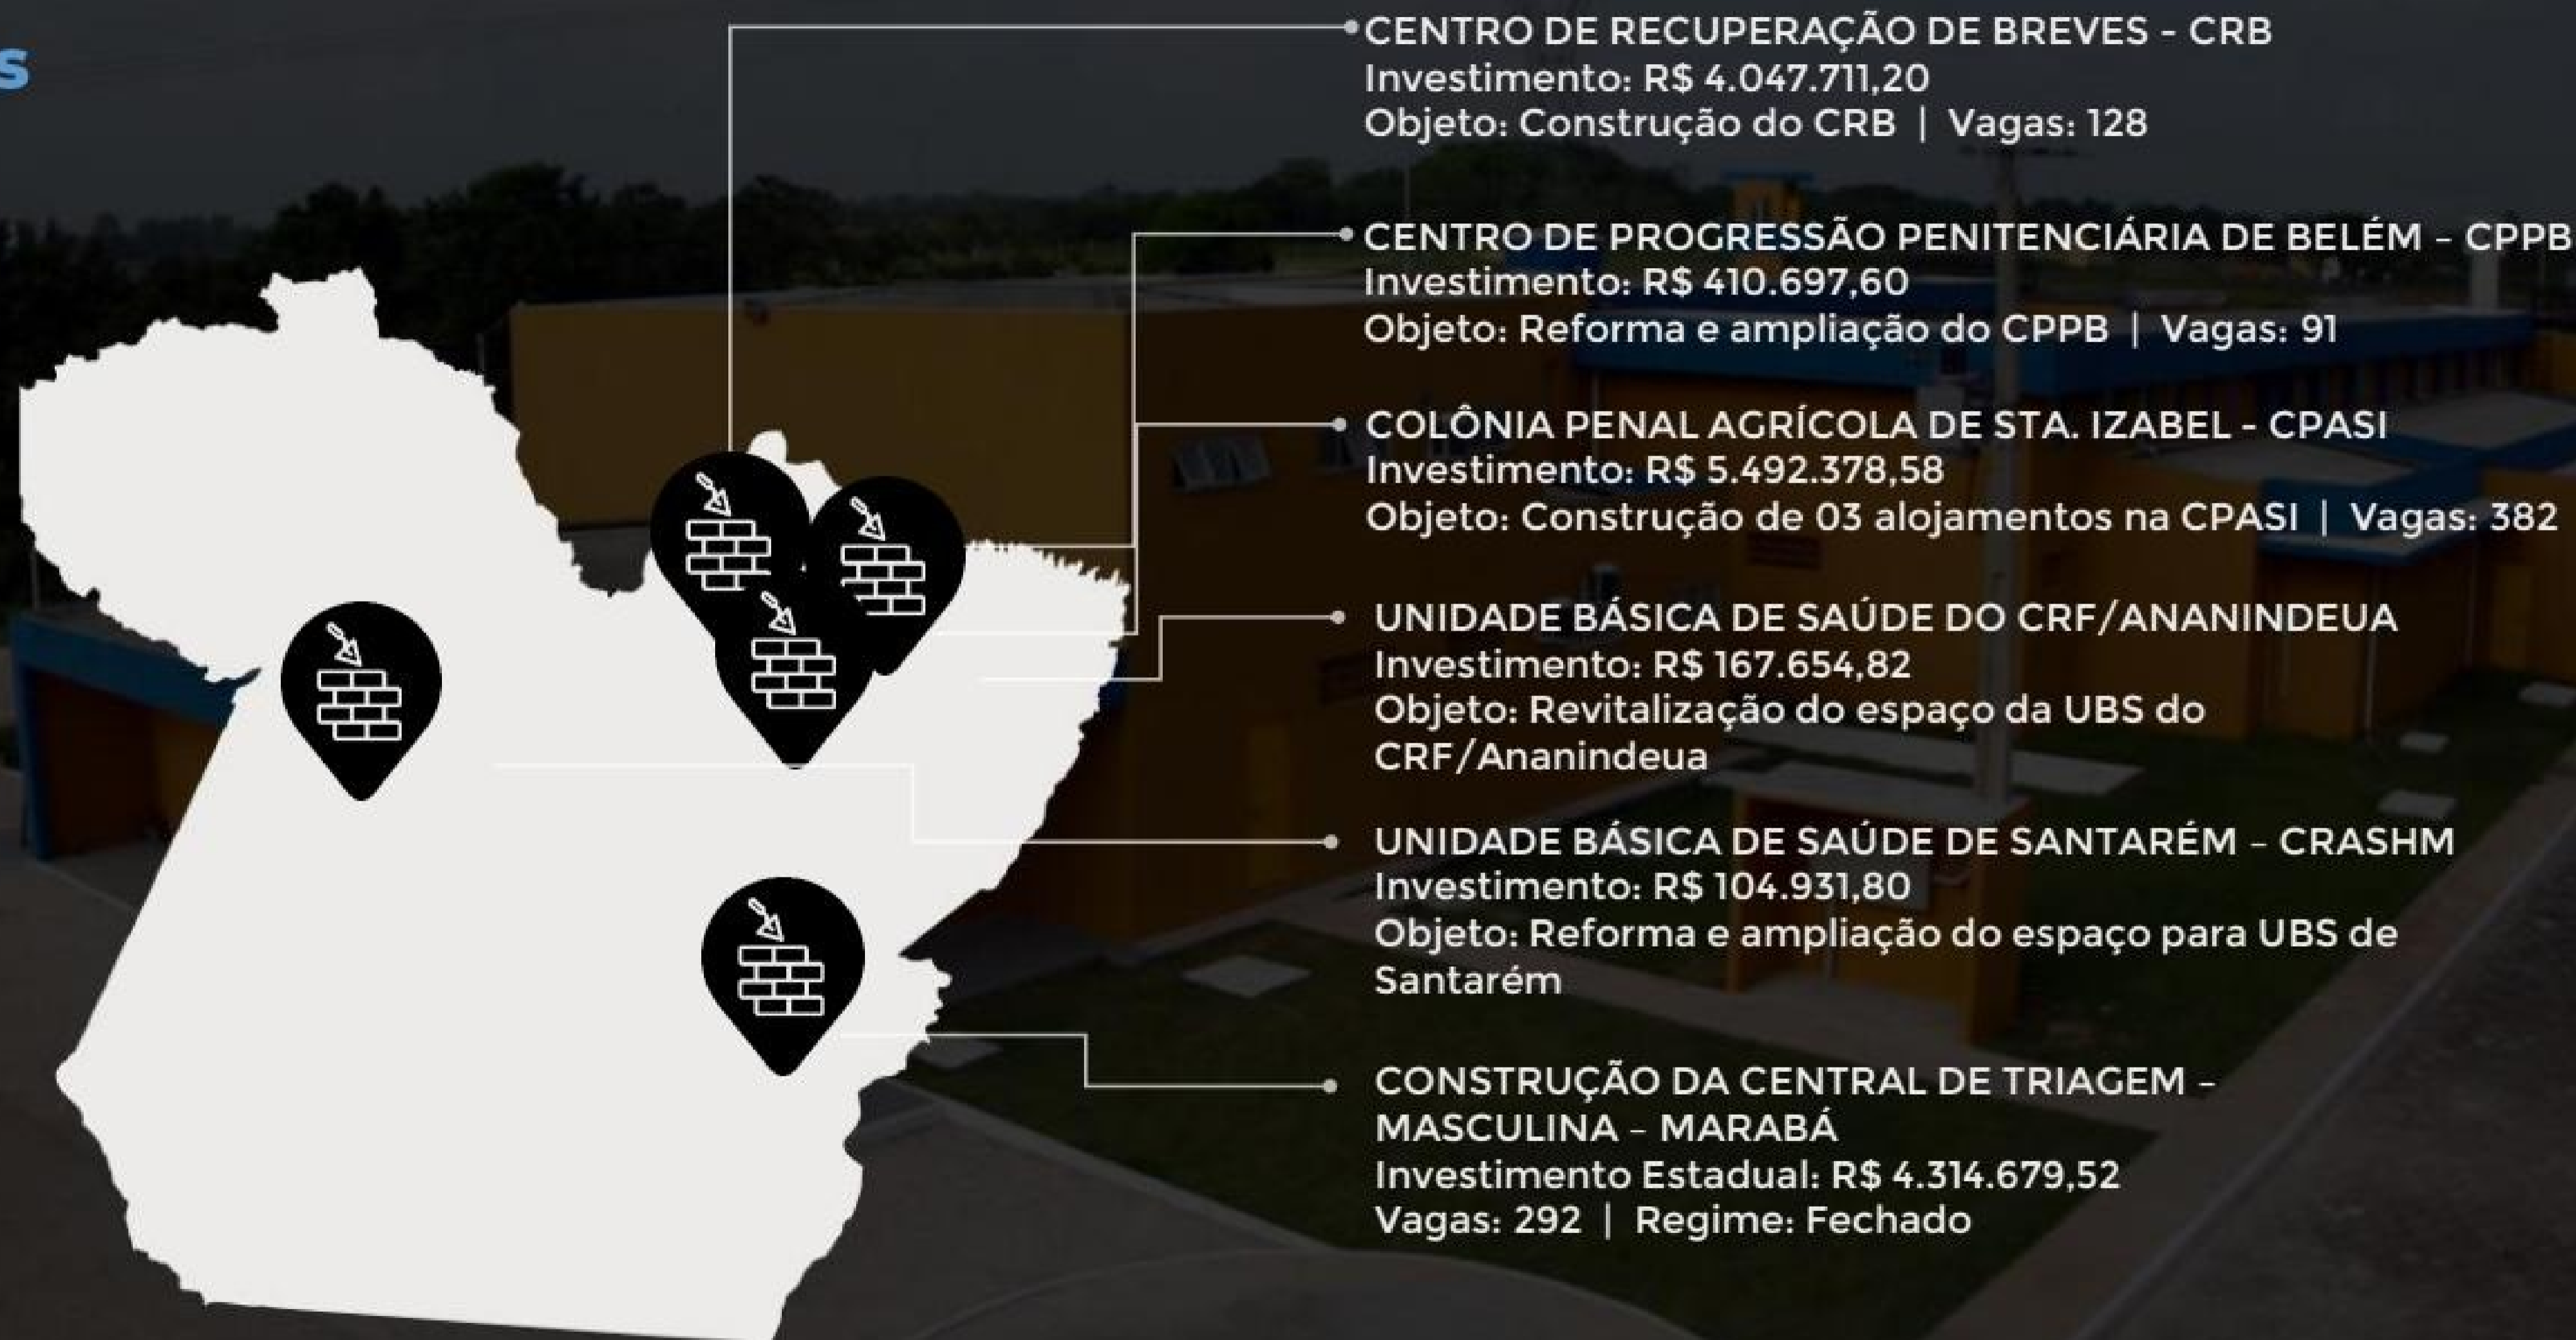 s
CENTRO DE RECUPERAÇÃO DE BREVES - CRB
Investimento: R$ 4.047.711,20
Objeto: Construção do CRB | Vagas: 128
CENTRO DE PROGRESSÃO PENITENCIÁRIA DE BELÉM - CPPB
Investimento: R$ 410.697,60
Objeto: Reforma e ampliação do CPPB | Vagas: 91
COLÔNIA PENAL AGRÍCOLA DE STA. IZABEL - CPASI
Investimento: R$ 5.492.378,58
Objeto: Construção de 03 alojamentos na CPASI | Vagas: 382
UNIDADE BÁSICA DE SAÚDE DO CRF/ANANINDEUA
Investimento: R$ 167.654,82
Objeto: Revitalização do espaço da UBS do
CRF/Ananindeua
UNIDADE BÁSICA DE SAÚDE DE SANTARÉM – CRASHM
Investimento: R$ 104.931,80
Objeto: Reforma e ampliação do espaço para UBS de
Santarém
CONSTRUÇÃO DA CENTRAL DE TRIAGEM –
MASCULINA – MARABÁ
Investimento Estadual: R$ 4.314.679,52
Vagas: 292 | Regime: Fechado